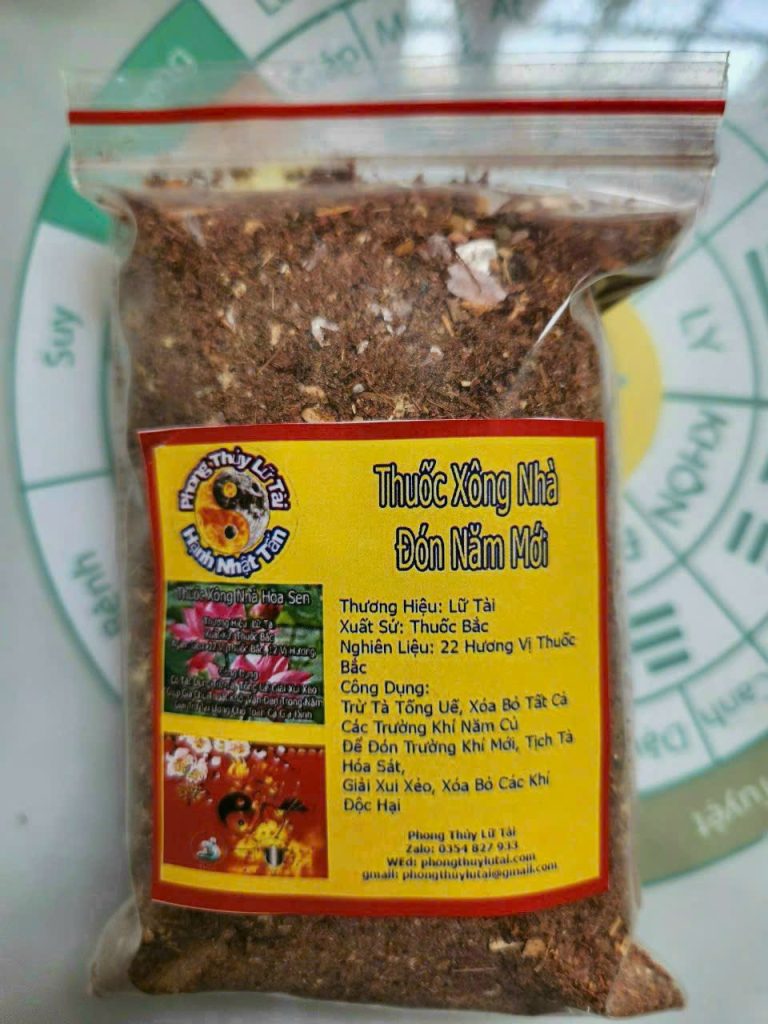 Suy
Bệnh
LY
KHÔN
Tuyệt
Phong Thủy Lữ Tài
Hạnh Nhật Tân
Thuốc Xông Nhà
Đón Năm Mới
Thuốc Xông Nhà Hoa Sen
Thương Hiệu: Lữ Tài
Xuất Sứ: Thuốc Bắc
Nghiên Liệu: 22 Hương Vị Thuốc
Bắc
Công Dụng:
Trừ Tà Tống Uế, Xóa Bỏ Tất Cả
Các Trường Khí Năm Củ
Để Đón Trường Khí Mới, Tịch Tà
Hóa Sát,
Giải Xui Xẻo, Xóa Bỏ Các Khí
Độc Hại
Phong Thủy Lữ Tài
Zalo: 0354 827 933
WEd: phongthuylutai.com
gmail: phongthuylutai@gmail.com